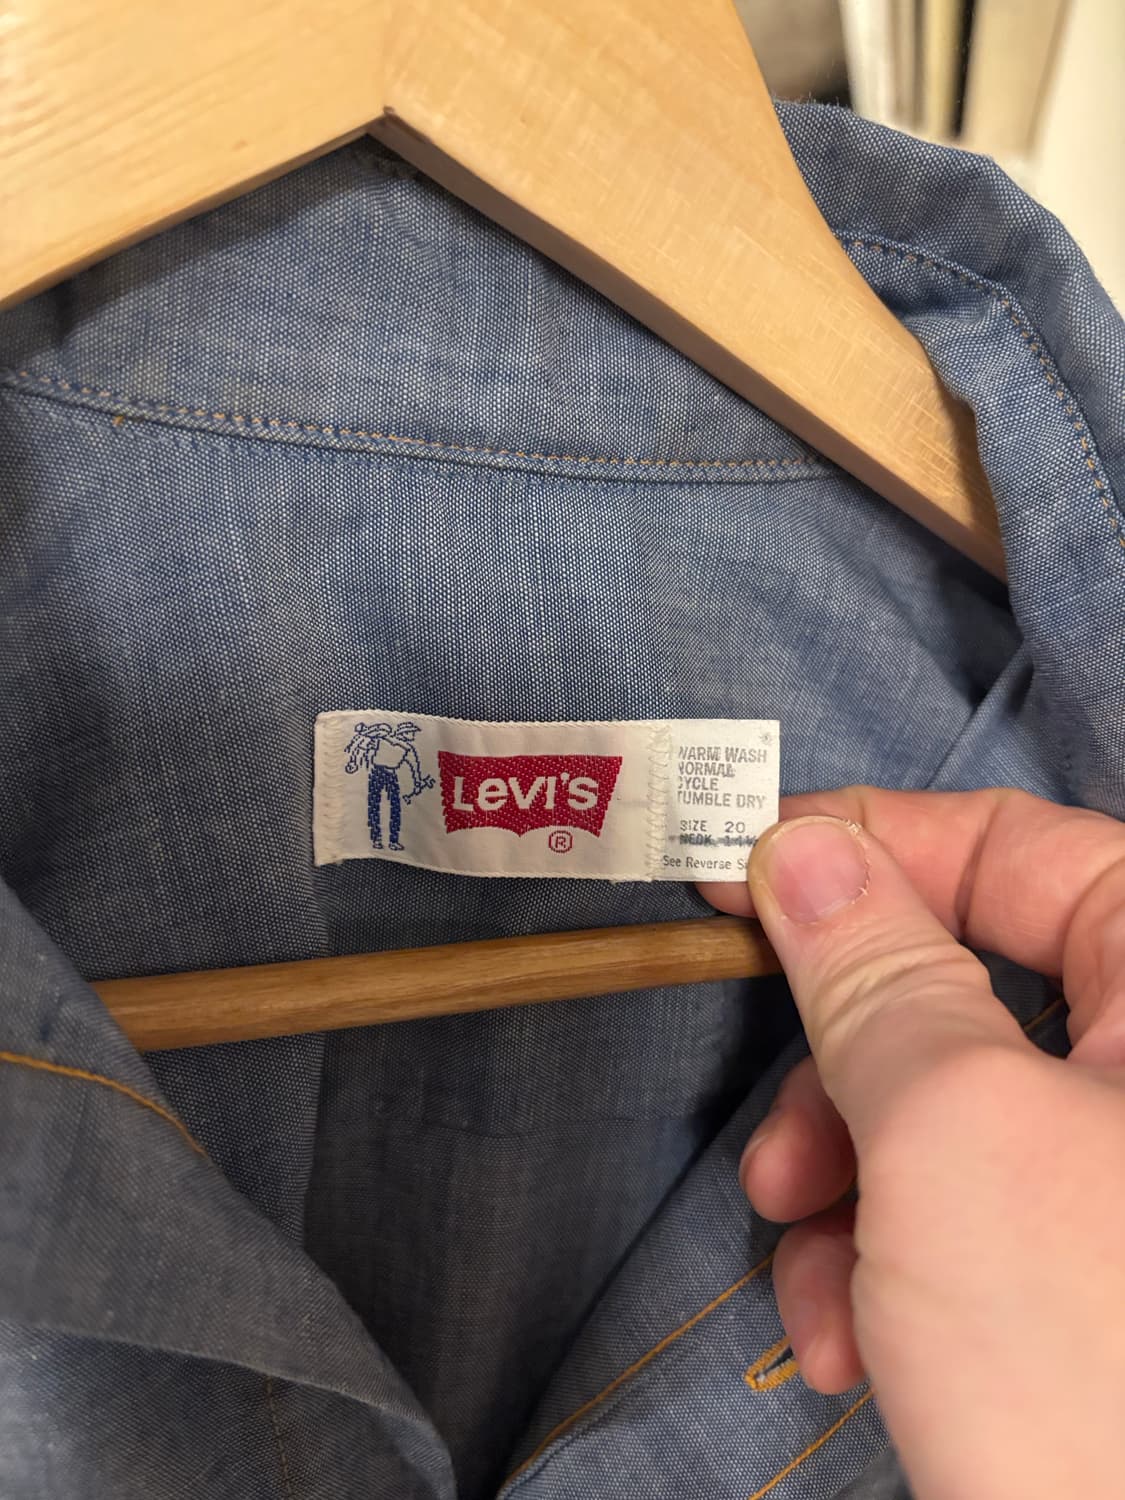 LEVI'S
®
WARM WASH
NORMAL
CYCLE
TUMBLE DRY
SIZE 20
See Reverse